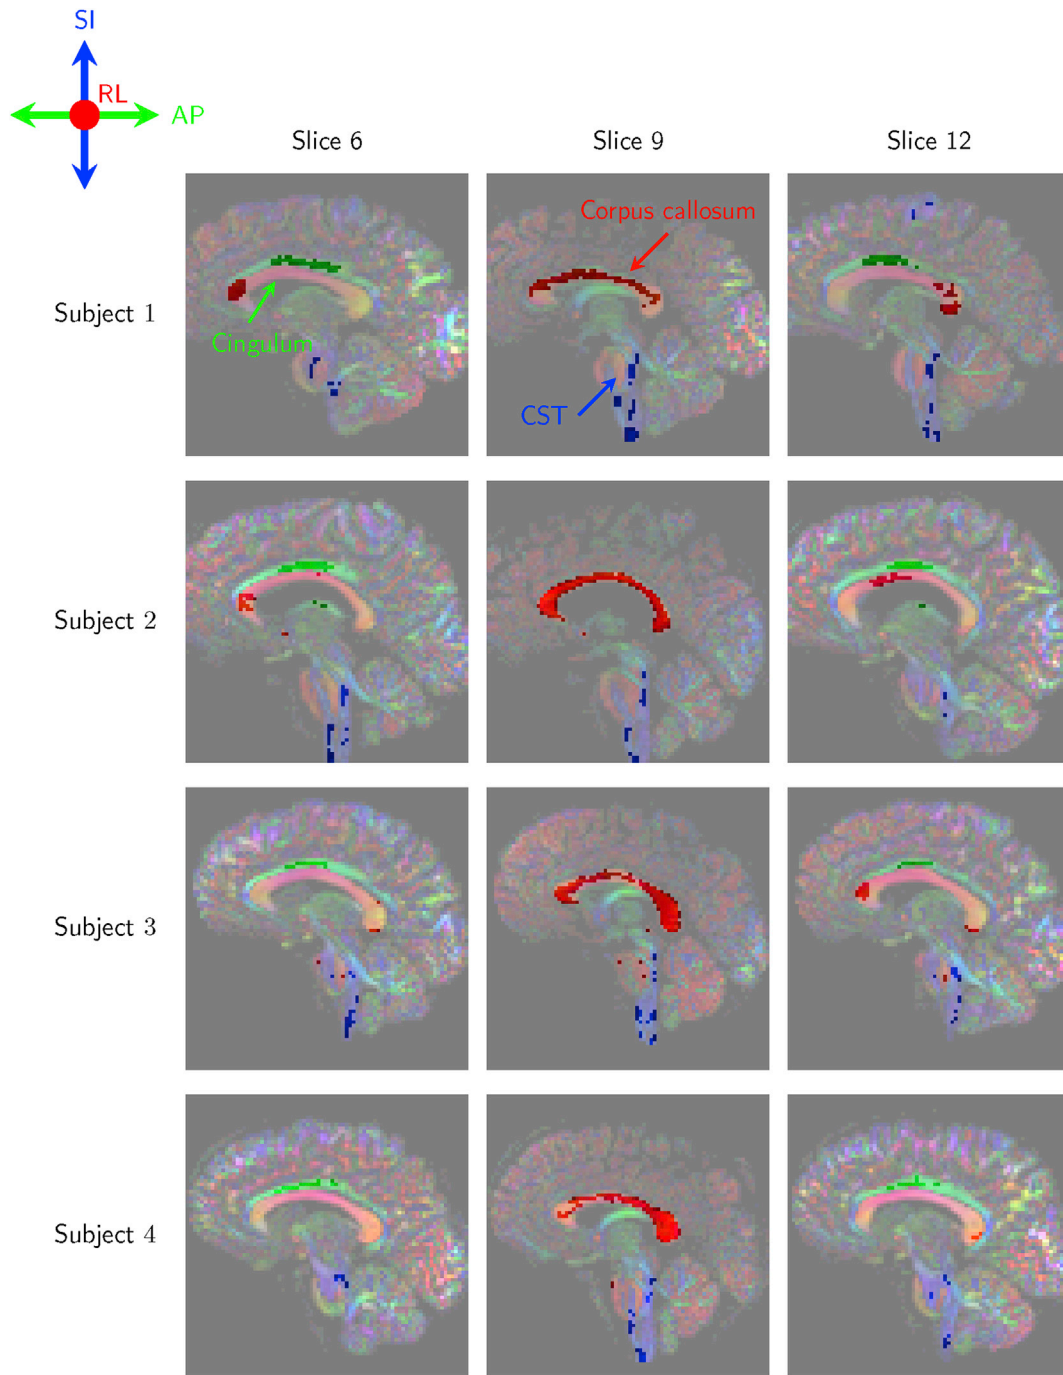 SI
RL
AP
Slice 6
Slice 9
Slice 12
Subject 1
Corpus callosum
Cingulum
CST
Subject 2
Subject 3
Subject 4